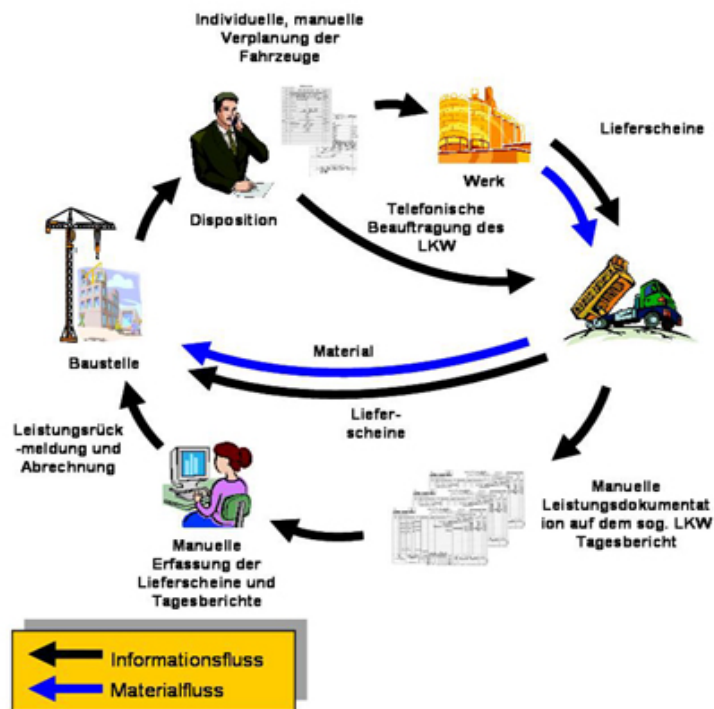 Individuelle, manuelle
Verplanung der
Fahrzeuge
Lieferscheine
Werk
Disposition
Telefonische
Beauftragung des
LKW
Baustelle
Material
Liefer-
scheine
Leistungsrück
-meldung und
Abrechnung
Manuelle
Leistungsdokumentat
ion auf dem sog. LKW
Tagesbericht
Manuelle
Erfassung der
Lieferscheine und
Tagesberichte
Informationsfluss
Materialfluss